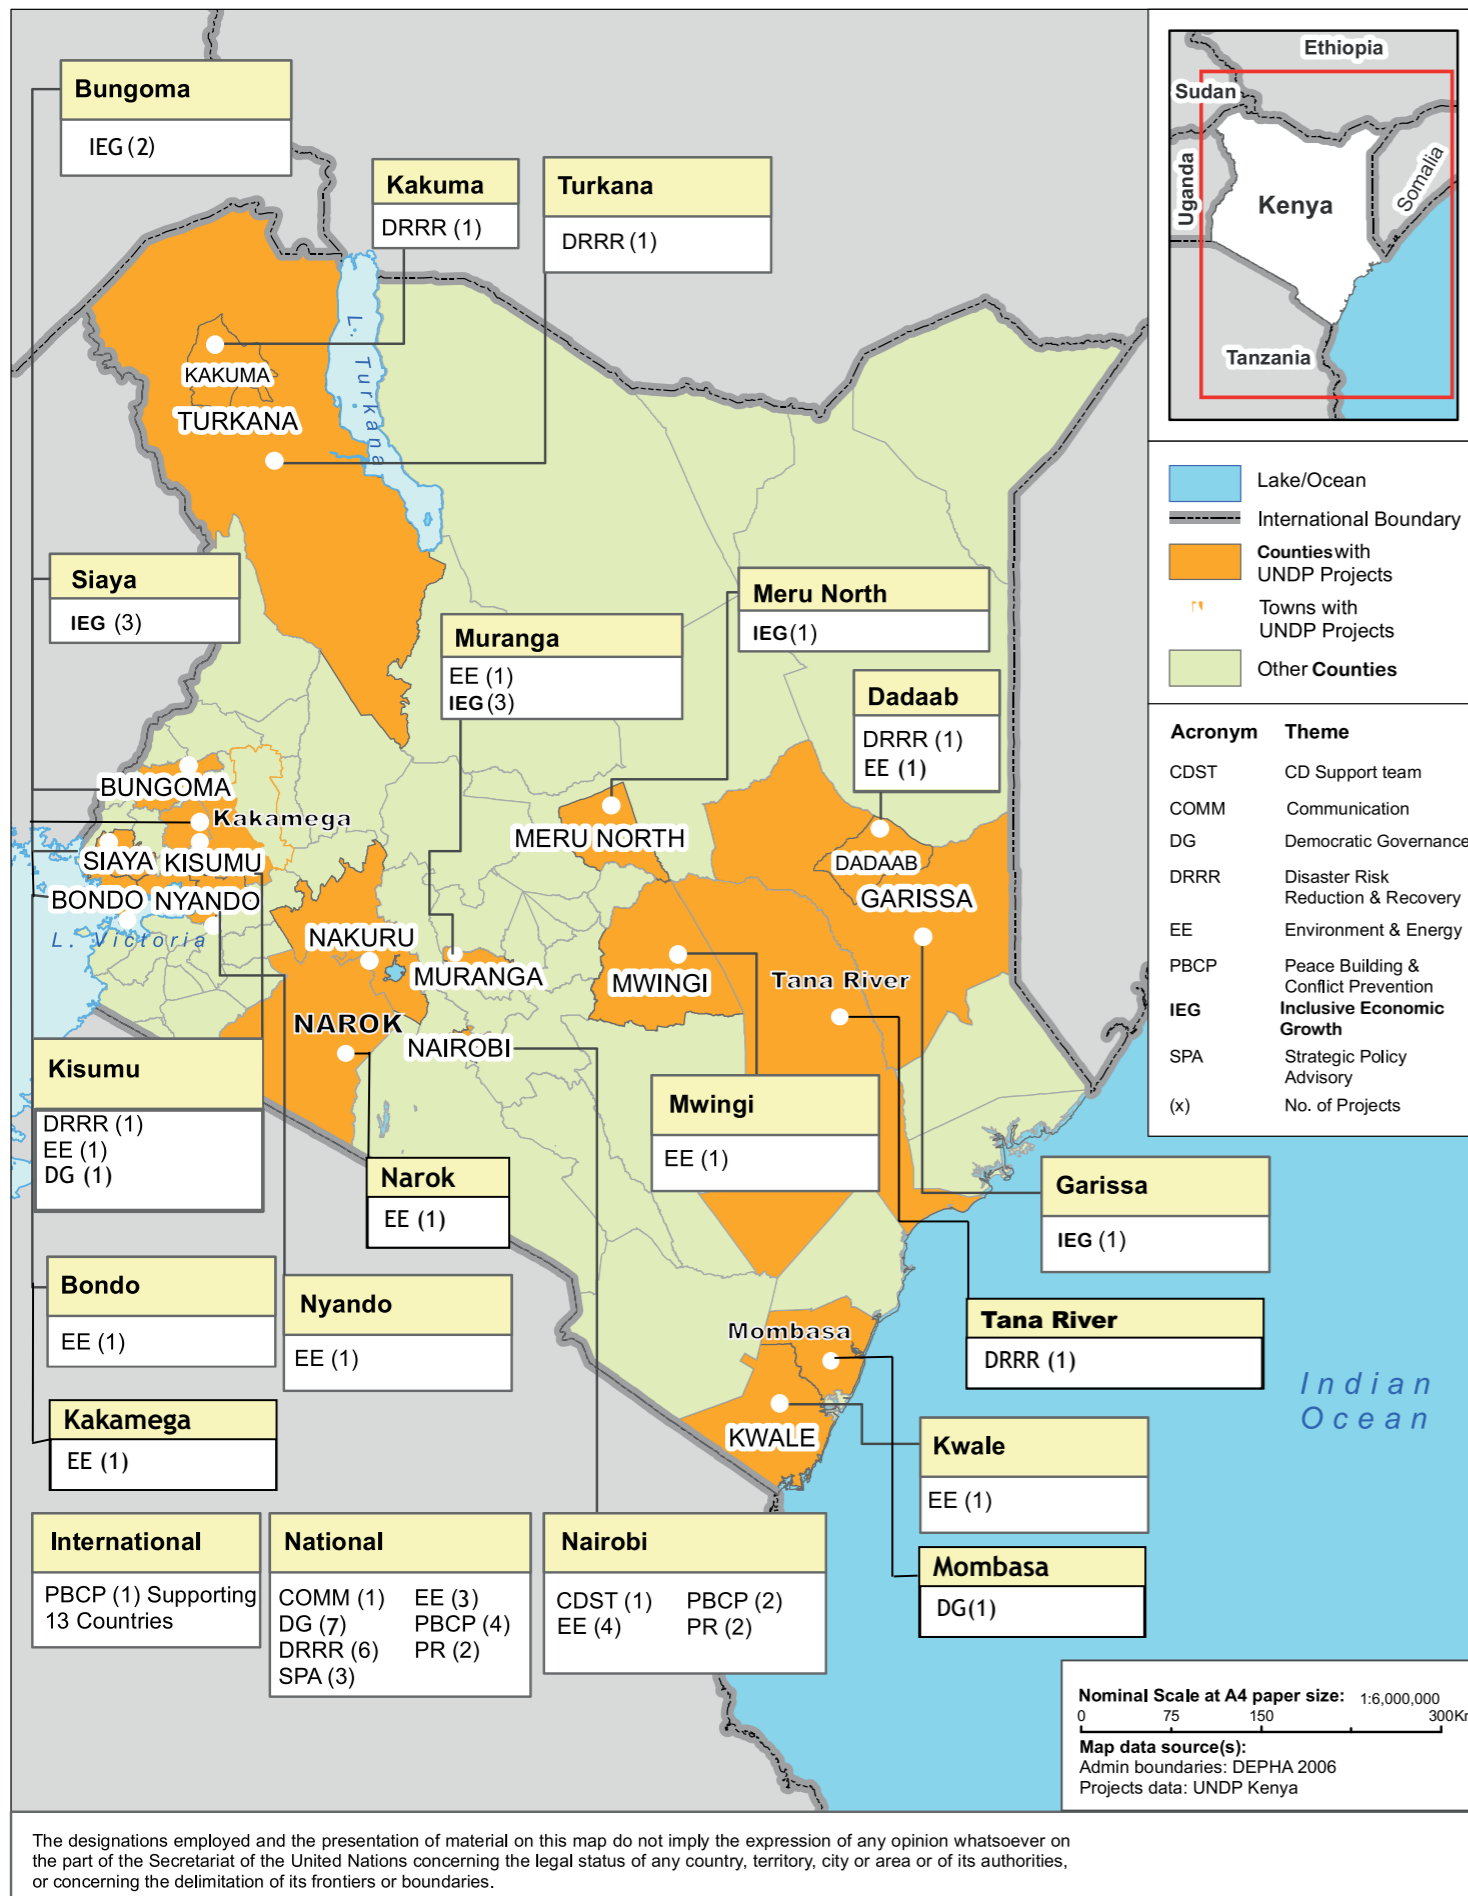 Bungoma
IEG (2)
Kakuma
DRRR (1)
Turkana
DRRR (1)
Ethiopia
Sudan
Uganda
Kenya
Somalia
Tanzania
L. Turkana
KAKUMA
TURKANA
Lake/Ocean
International Boundary
Counties with
UNDP Projects
Towns with
UNDP Projects
Other Counties
Siaya
IEG (3)
Muranga
EE (1)
IEG (3)
Meru North
IEG (1)
Dadaab
DRRR (1)
EE (1)
Acronym Theme
CDST CD Support team
COMM Communication
DG Democratic Governance
DRRR Disaster Risk
Reduction & Recovery
EE Environment & Energy
PBCP Peace Building &
Conflict Prevention
IEG Inclusive Economic
Growth
SPA Strategic Policy
Advisory
(x) No. of Projects
BUNGOMA
Kakamega
SIAYA
KISUMU
BONDO
NYANDO
L. Victoria
NAKURU
MURANGA
NAROK
NAIROBI
MERU NORTH
MWINGI
DADAAB
GARISSA
Tana River
Kisumu
DRRR (1)
EE (1)
DG (1)
Narok
EE (1)
Mwingi
EE (1)
Garissa
IEG (1)
Bondo
EE (1)
Nyando
EE (1)
Tana River
DRRR (1)
Mombasa
KWALE
Indian
Ocean
Kakamega
EE (1)
Kwale
EE (1)
International
PBCP (1) Supporting
13 Countries
National
COMM (1) EE (3)
DG (7) PBCP (4)
DRRR (6) PR (2)
SPA (3)
Nairobi
CDST (1) PBCP (2)
EE (4) PR (2)
Mombasa
DG(1)
Nominal Scale at A4 paper size: 1:6,000,000
0 75 150 300Km
Map data source(s):
Admin boundaries: DEPHA 2006
Projects data: UNDP Kenya
The designations employed and the presentation of material on this map do not imply the expression of any opinion whatsoever on
the part of the Secretariat of the United Nations concerning the legal status of any country, territory, city or area or of its authorities,
or concerning the delimitation of its frontiers or boundaries.